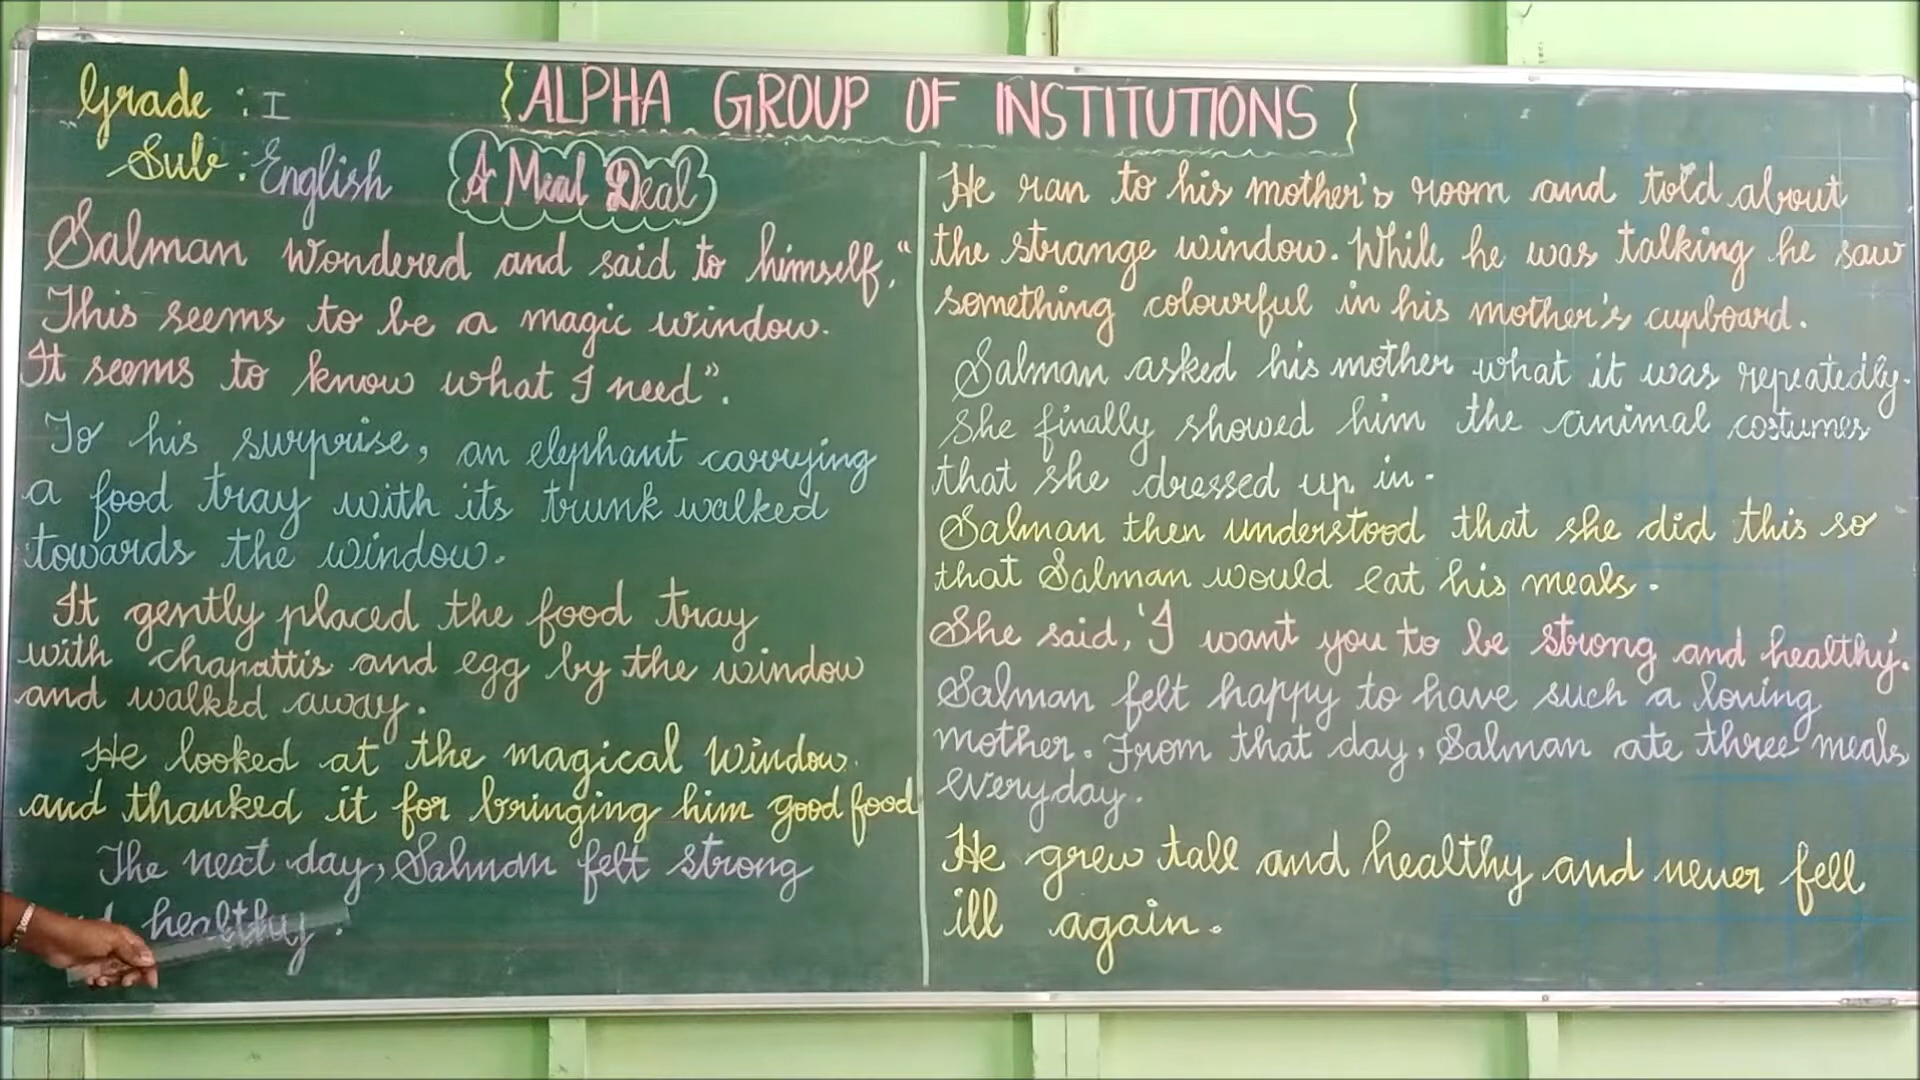 Grade : I
{ALPHA GROUP OF INSTITUTIONS}
Sub : English
A Meal Deal
Salman wondered and said to himself, "
This seems to be a magic window.
It seems to know what I need".
To his surprise, an elephant carrying
a food tray with its trunk walked
towards the window.
It gently placed the food tray
with chapattis and egg by the window
and walked away.
He looked at the magical window.
and thanked it for bringing him good food
The next day, Salman felt strong
healthy.
He ran to his mother's room and told about
the strange window. While he was talking he saw
something colourful in his mother's cupboard.
Salman asked his mother what it was repeatedly.
She finally showed him the animal costumes
that she dressed up in.
Salman then understood that she did this so
that Salman would eat his meals.
She said, 'I want you to be strong and healthy'.
Salman felt happy to have such a loving
mother. From that day, Salman ate three meals
everyday.
He grew tall and healthy and never fell
ill again.